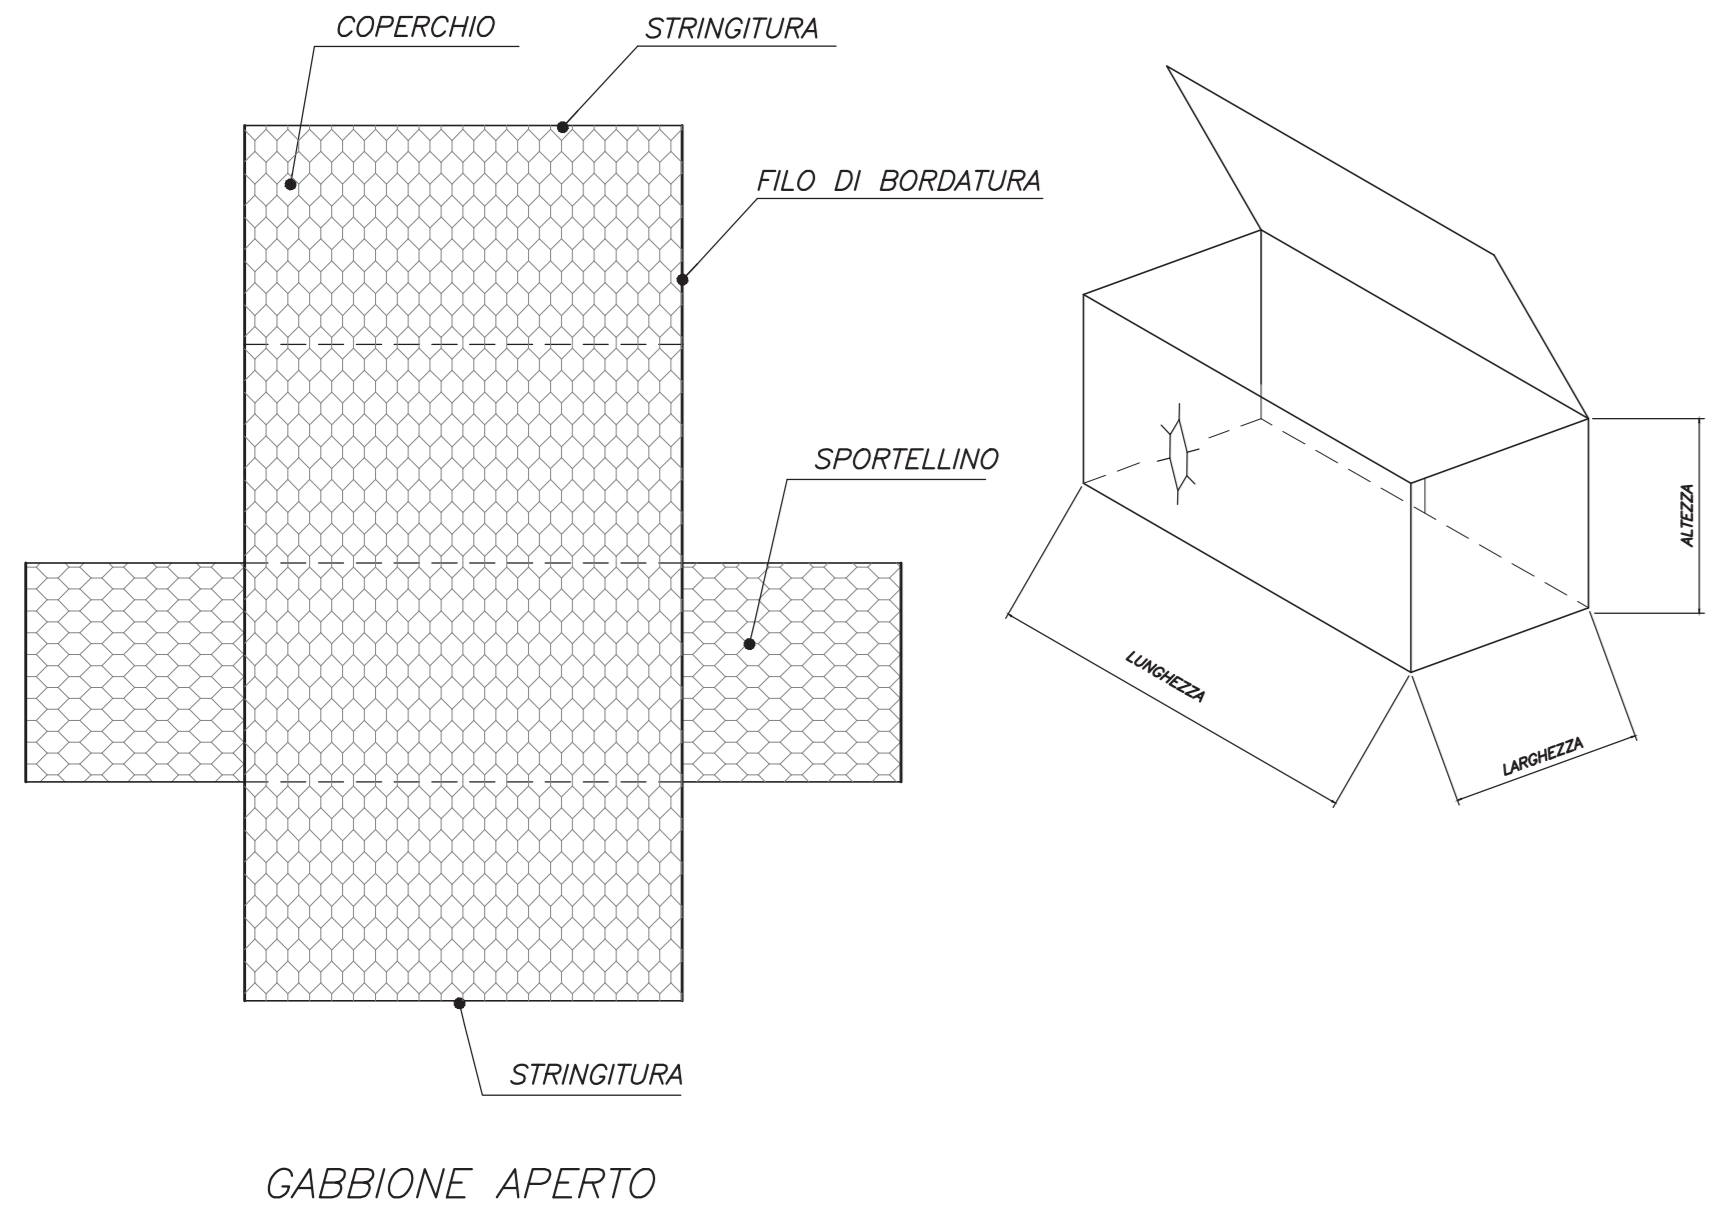 COPERCHIO
STRINGITURA
FILO DI BORDATURA
SPORTELLINO
STRINGITURA
GABBIONE APERTO
ALTEZZA
LUNGHEZZA
LARGHEZZA